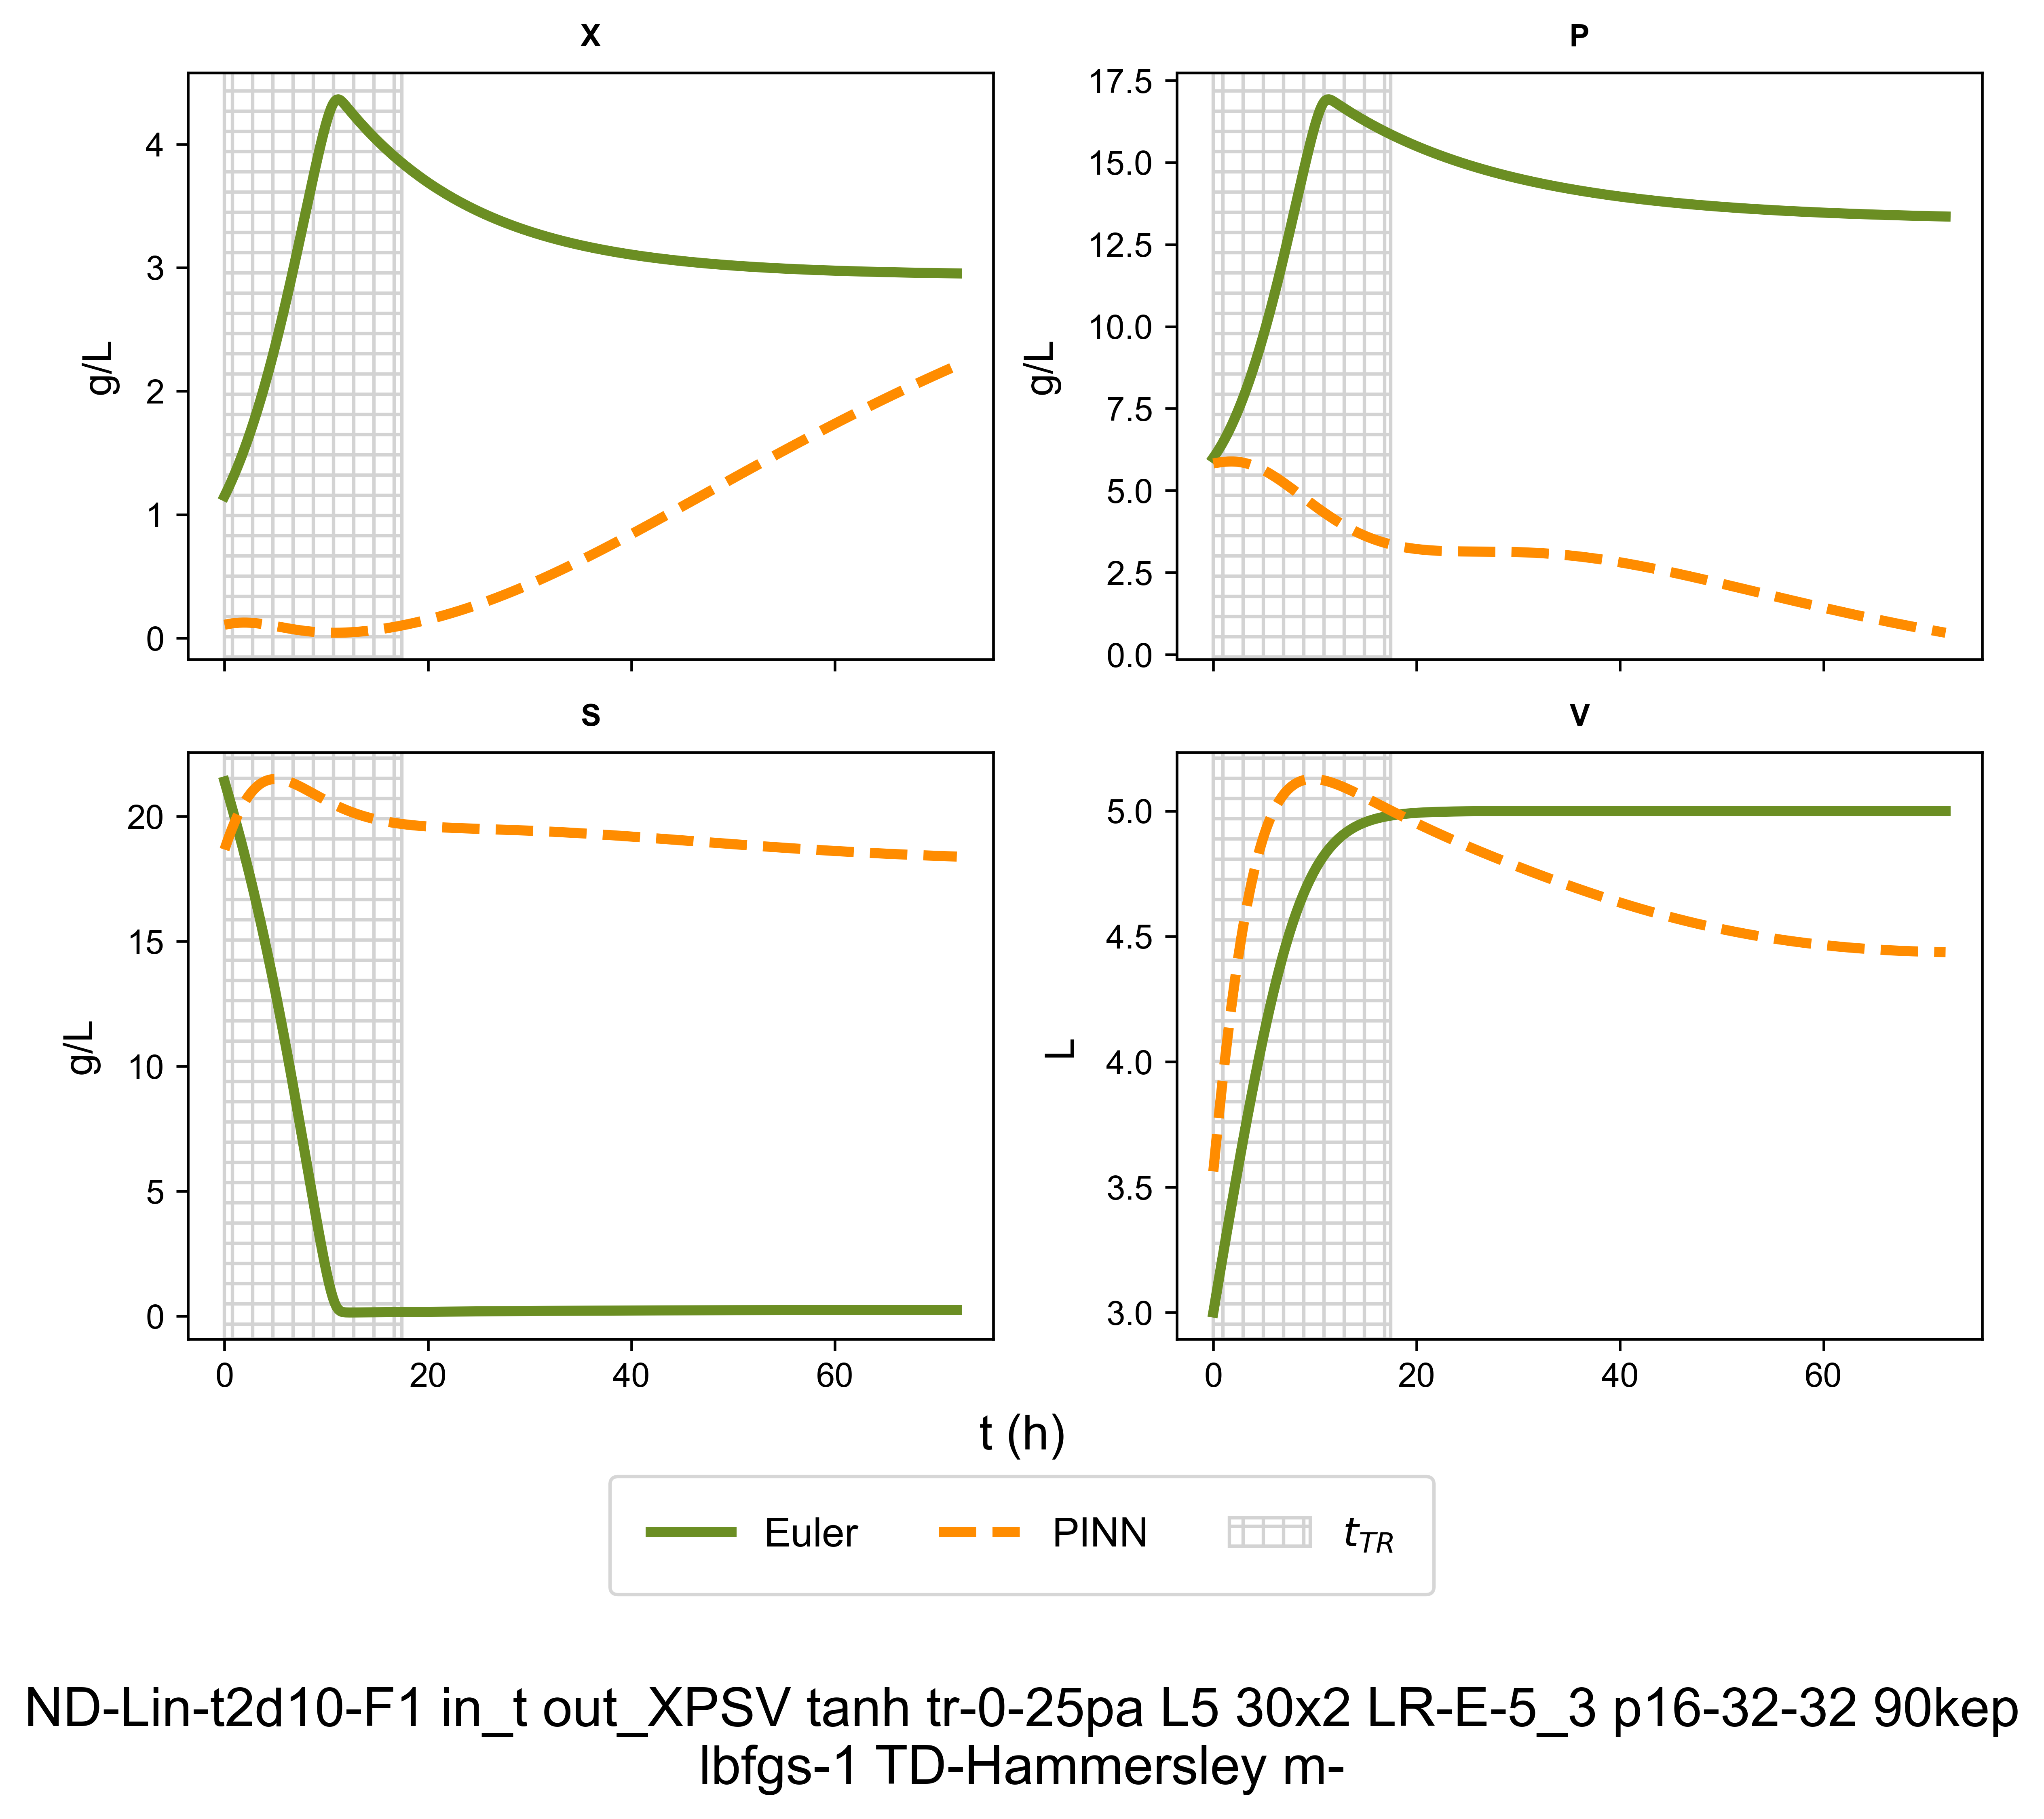 X
P
4
3
2
1
0
g/L
17.5
15.0
12.5
10.0
7.5
5.0
2.5
0.0
g/L
S
V
20
15
10
5
0
g/L
0
20
40
60
5.0
4.5
4.0
3.5
3.0
L
0
20
40
60
t (h)
Euler
PINN
t_{TR}
ND-Lin-t2d10-F1 in_t out_XPSV tanh tr-0-25pa L5 30x2 LR-E-5_3 p16-32-32 90kep
lbfgs-1 TD-Hammersley m-